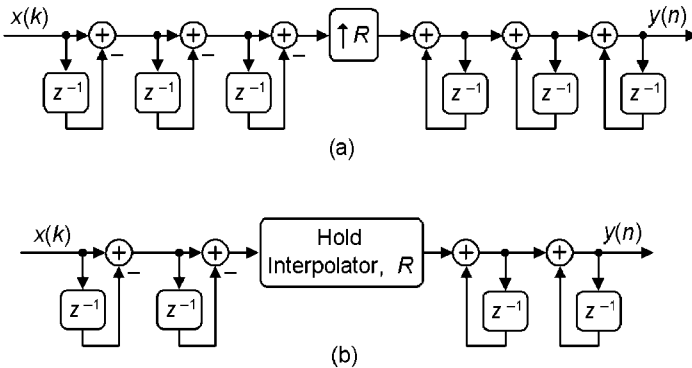 x(k) + − + − + − ↑R + + + y(n)
z⁻¹ z⁻¹ z⁻¹ z⁻¹ z⁻¹ z⁻¹
(a)
x(k) + − + − Hold Interpolator, R + + y(n)
z⁻¹ z⁻¹ z⁻¹ z⁻¹
(b)